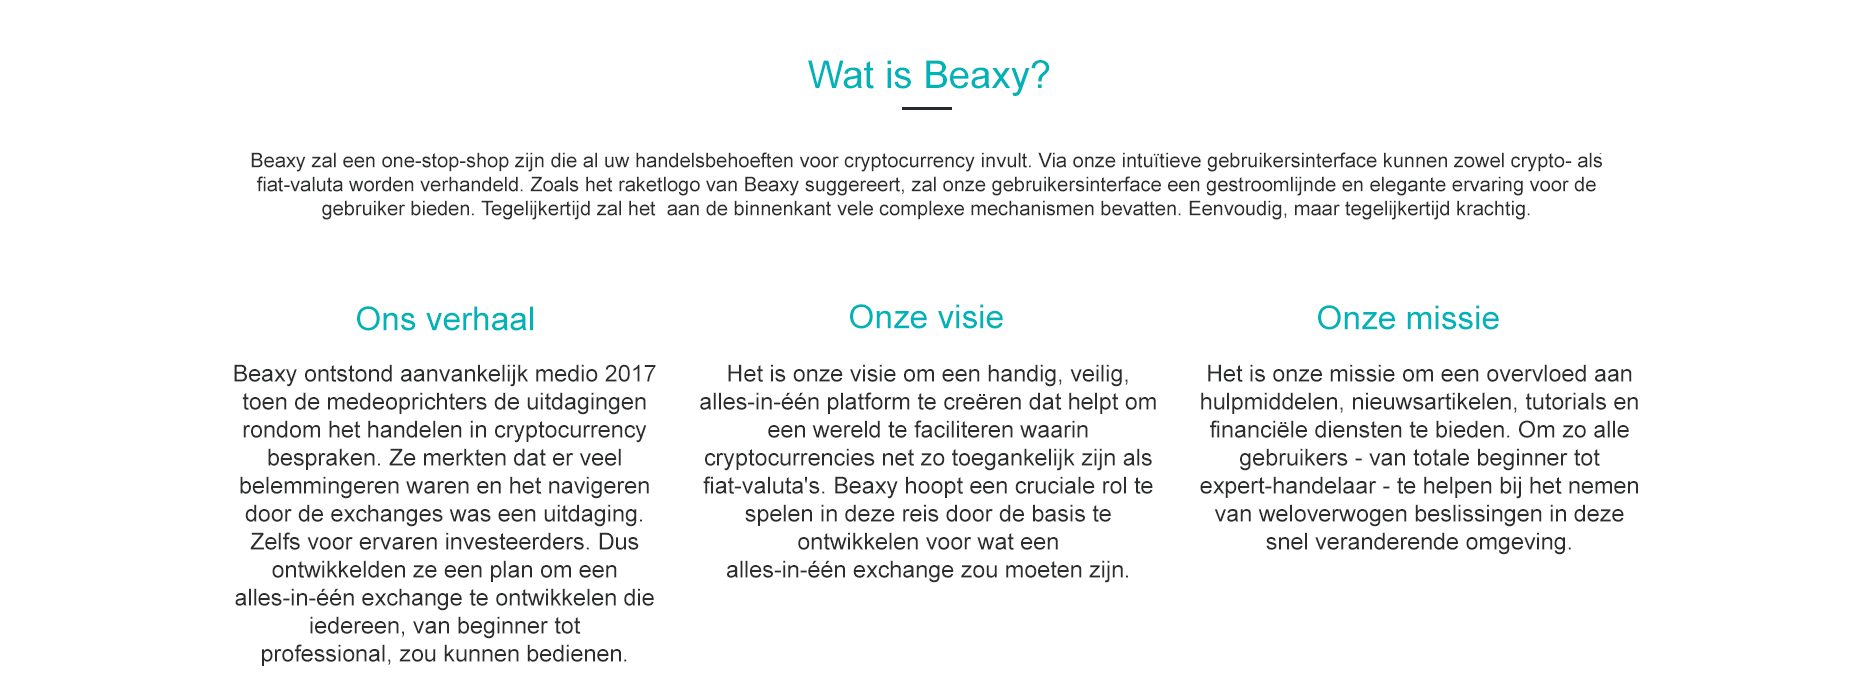 Wat is Beaxy?
Beaxy zal een one-stop-shop zijn die al uw handelsbehoeften voor cryptocurrency invult. Via onze intuïtieve gebruikersinterface kunnen zowel crypto- als
fiat-valuta worden verhandeld. Zoals het raketlogo van Beaxy suggereert, zal onze gebruikersinterface een gestroomlijnde en elegante ervaring voor de
gebruiker bieden. Tegelijkertijd zal het  aan de binnenkant vele complexe mechanismen bevatten. Eenvoudig, maar tegelijkertijd krachtig.
Ons verhaal
Beaxy ontstond aanvankelijk medio 2017
toen de medeoprichters de uitdagingen
rondom het handelen in cryptocurrency
bespraken. Ze merkten dat er veel
belemmingeren waren en het navigeren
door de exchanges was een uitdaging.
Zelfs voor ervaren investeerders. Dus
ontwikkelden ze een plan om een
alles-in-één exchange te ontwikkelen die
iedereen, van beginner tot
professional, zou kunnen bedienen.
Onze visie
Het is onze visie om een handig, veilig,
alles-in-één platform te creëren dat helpt om
een wereld te faciliteren waarin
cryptocurrencies net zo toegankelijk zijn als
fiat-valuta's. Beaxy hoopt een cruciale rol te
spelen in deze reis door de basis te
ontwikkelen voor wat een
alles-in-één exchange zou moeten zijn.
Onze missie
Het is onze missie om een overvloed aan
hulpmiddelen, nieuwsartikelen, tutorials en
financiële diensten te bieden. Om zo alle
gebruikers - van totale beginner tot
expert-handelaar - te helpen bij het nemen
van weloverwogen beslissingen in deze
snel veranderende omgeving.